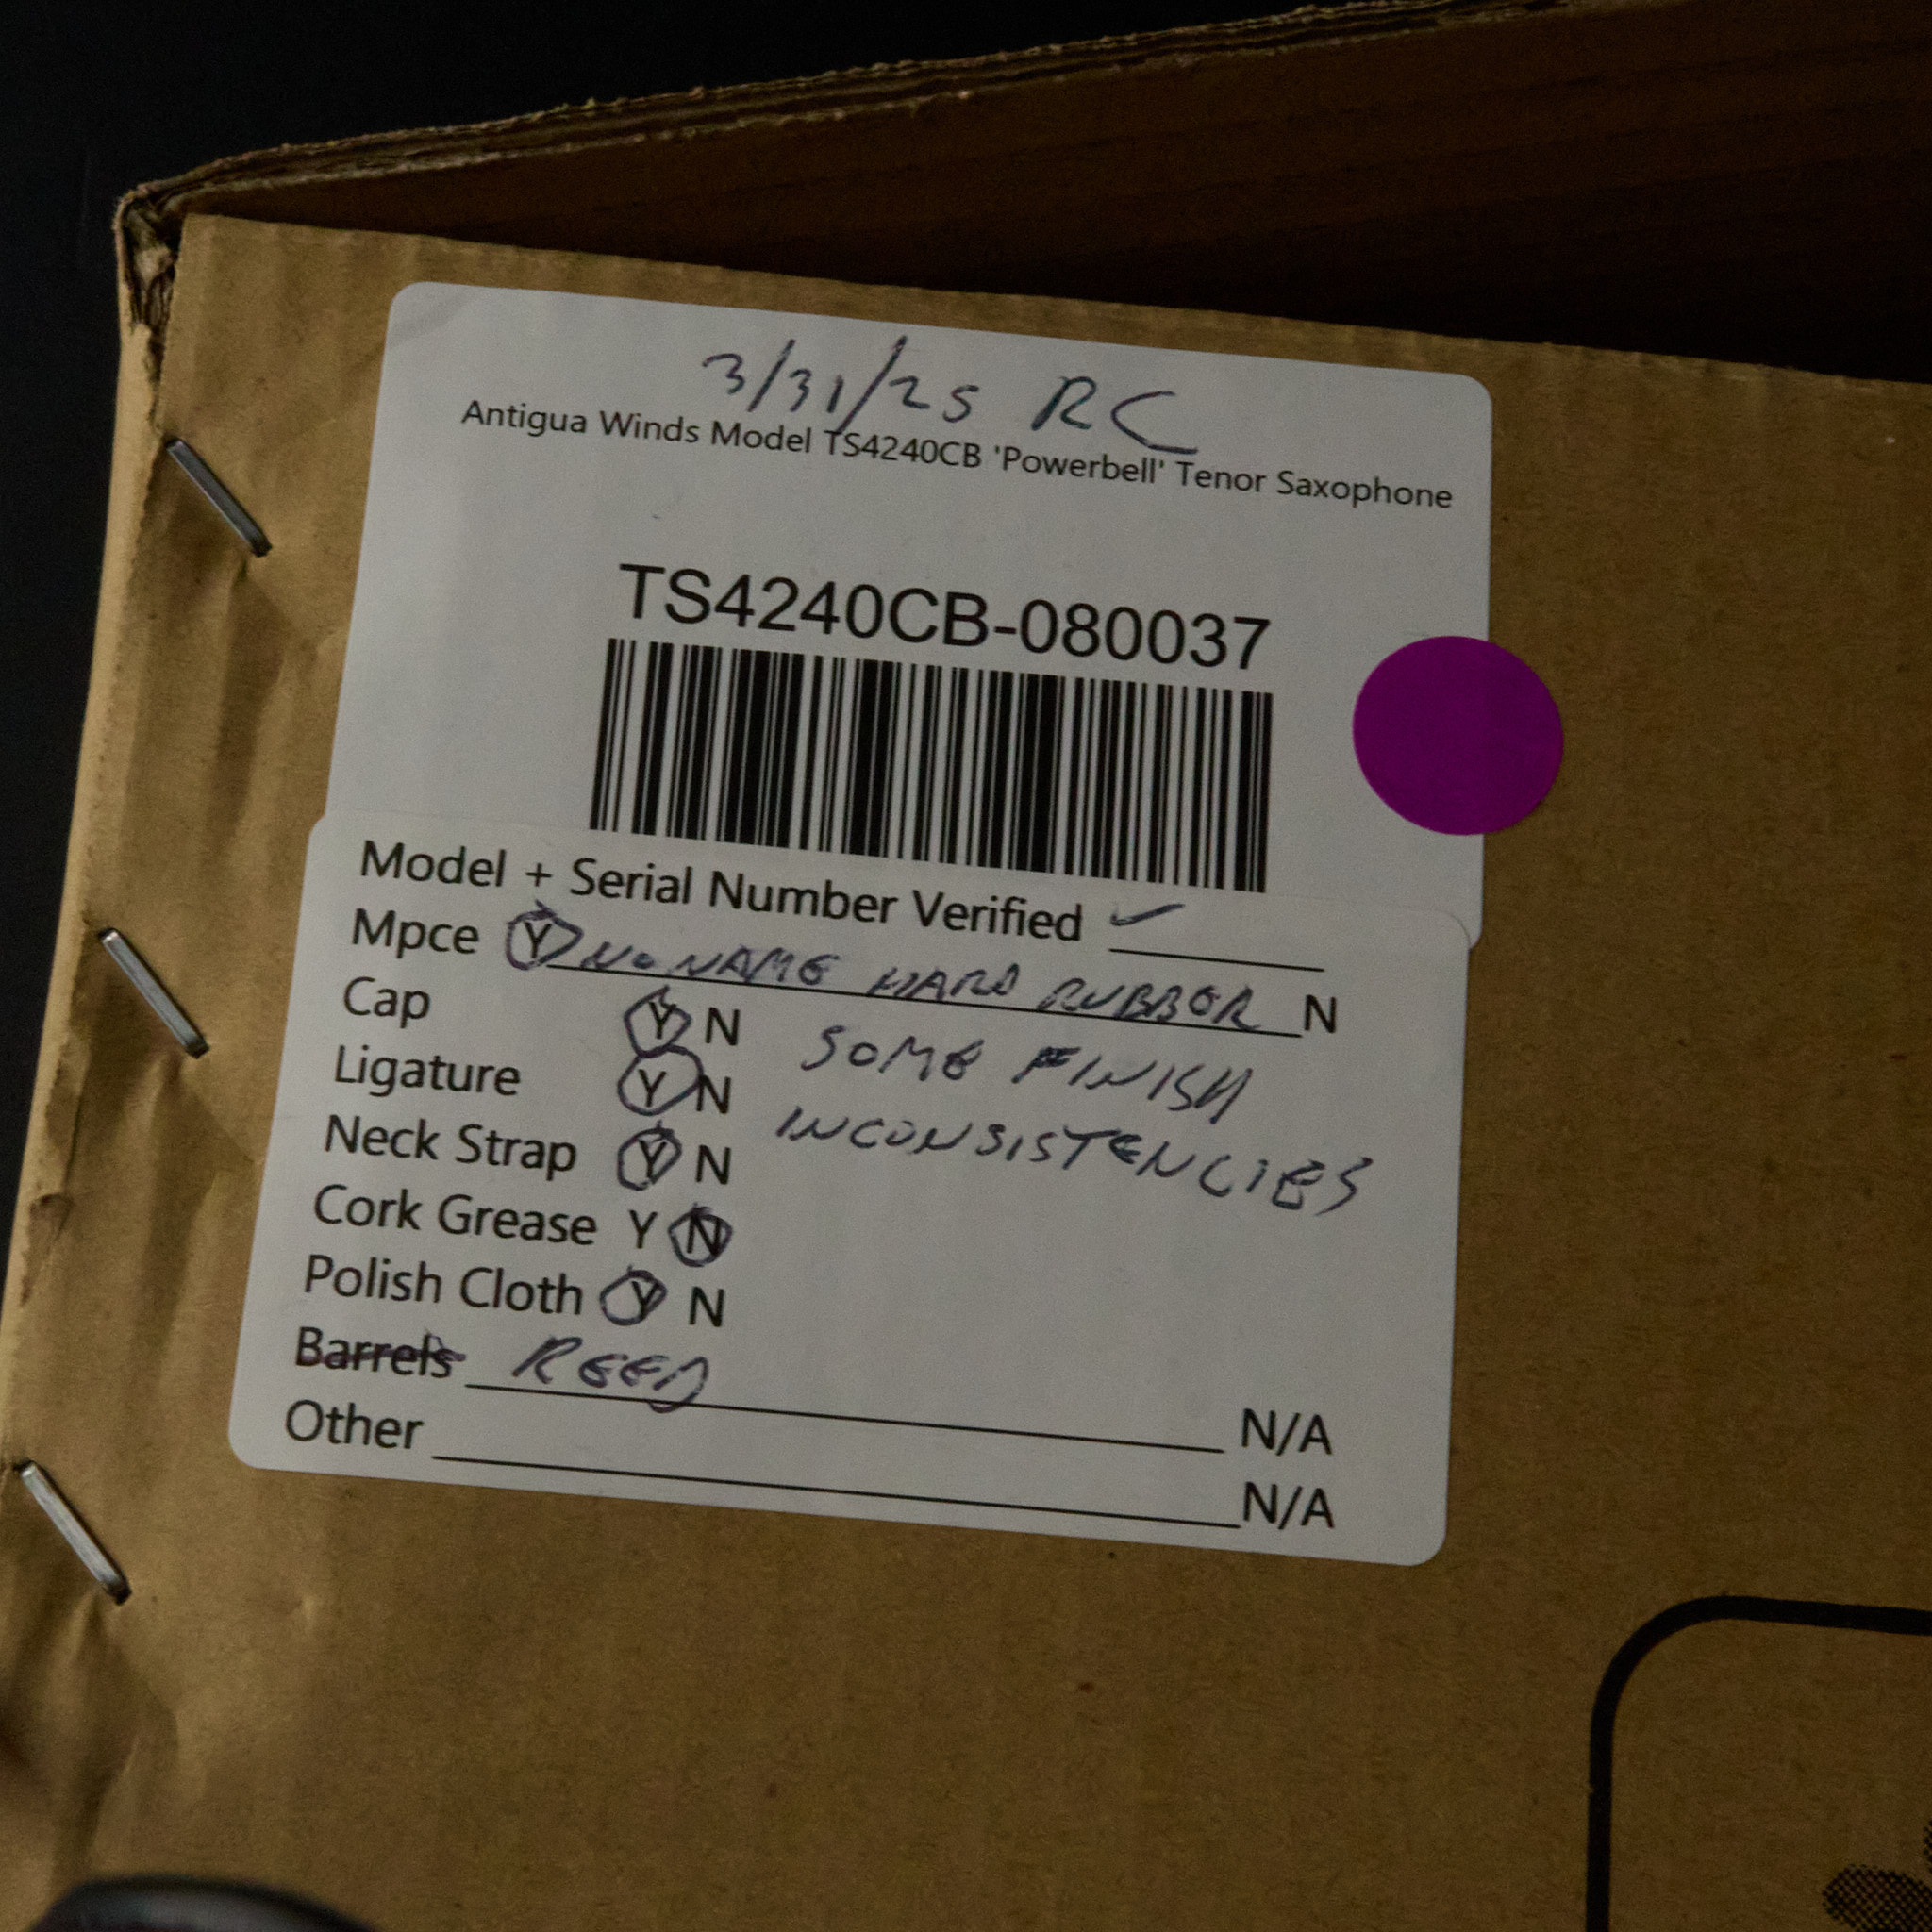 3/31/25 RC
Antigua Winds Model TS4240CB 'Powerbell' Tenor Saxophone
TS4240CB-080037
Model + Serial Number Verified ✓
Mpce Y NO NAME HARD RUBBER N
Cap Y N SOME FINISH
Ligature Y N INCONSISTENCIES
Neck Strap Y N
Cork Grease Y N
Polish Cloth Y N
Barrels REED N/A
Other N/A